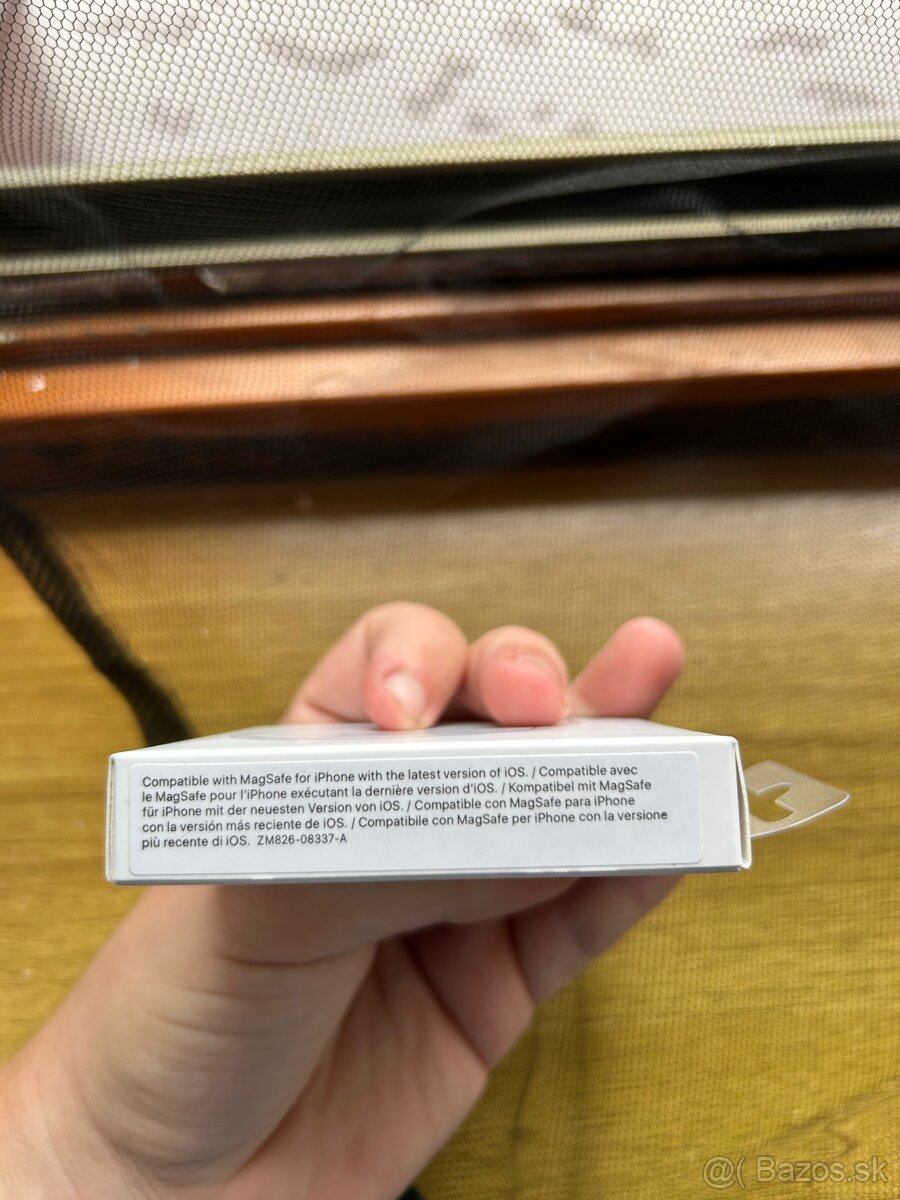 Compatible with MagSafe for iPhone with the latest version of iOS. / Compatible avec
le MagSafe pour l'iPhone exécutant la dernière version d'iOS. / Kompatibel mit MagSafe
für iPhone mit der neuesten Version von iOS. / Compatible con MagSafe para iPhone
con la versión más reciente de iOS. / Compatibile con MagSafe per iPhone con la versione
più recente di iOS. ZM826-08337-A
@( Bazos.sk